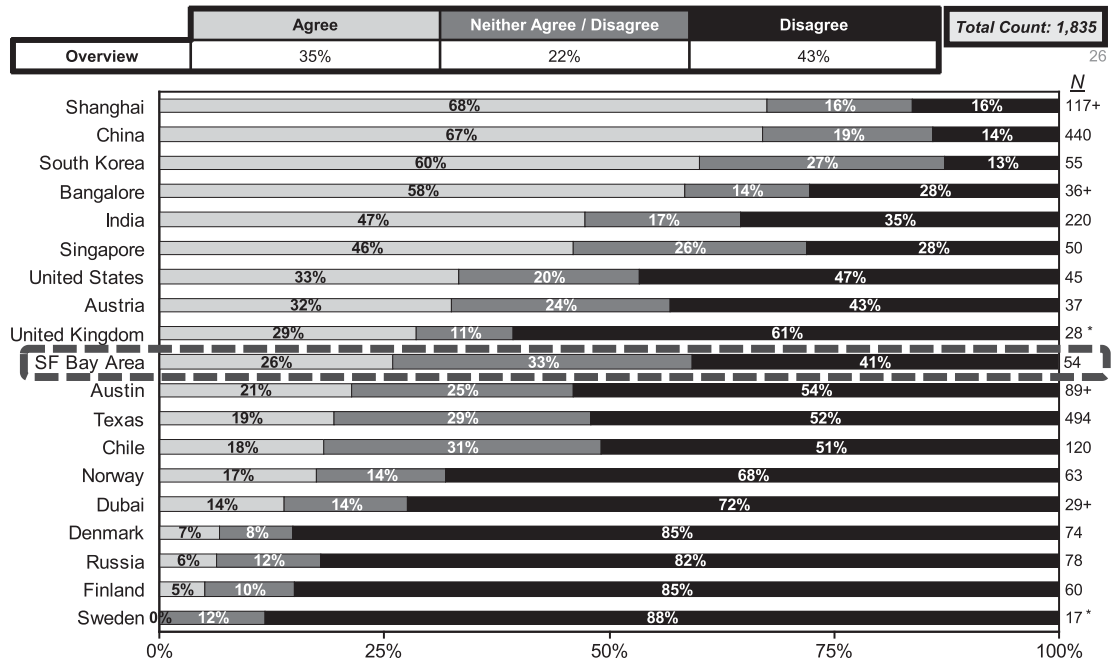 Agree Neither Agree / Disagree Disagree Total Count: 1,835
Overview 35% 22% 43% 26
N
Shanghai 68% 16% 16% 117+
China 67% 19% 14% 440
South Korea 60% 27% 13% 55
Bangalore 58% 14% 28% 36+
India 47% 17% 35% 220
Singapore 46% 26% 28% 50
United States 33% 20% 47% 45
Austria 32% 24% 43% 37
United Kingdom 29% 11% 61% 28 *
SF Bay Area 26% 33% 41% 54
Austin 21% 25% 54% 89+
Texas 19% 29% 52% 494
Chile 18% 31% 51% 120
Norway 17% 14% 68% 63
Dubai 14% 14% 72% 29+
Denmark 7% 8% 85% 74
Russia 6% 12% 82% 78
Finland 5% 10% 85% 60
Sweden 0% 12% 88% 17 *
0% 25% 50% 75% 100%